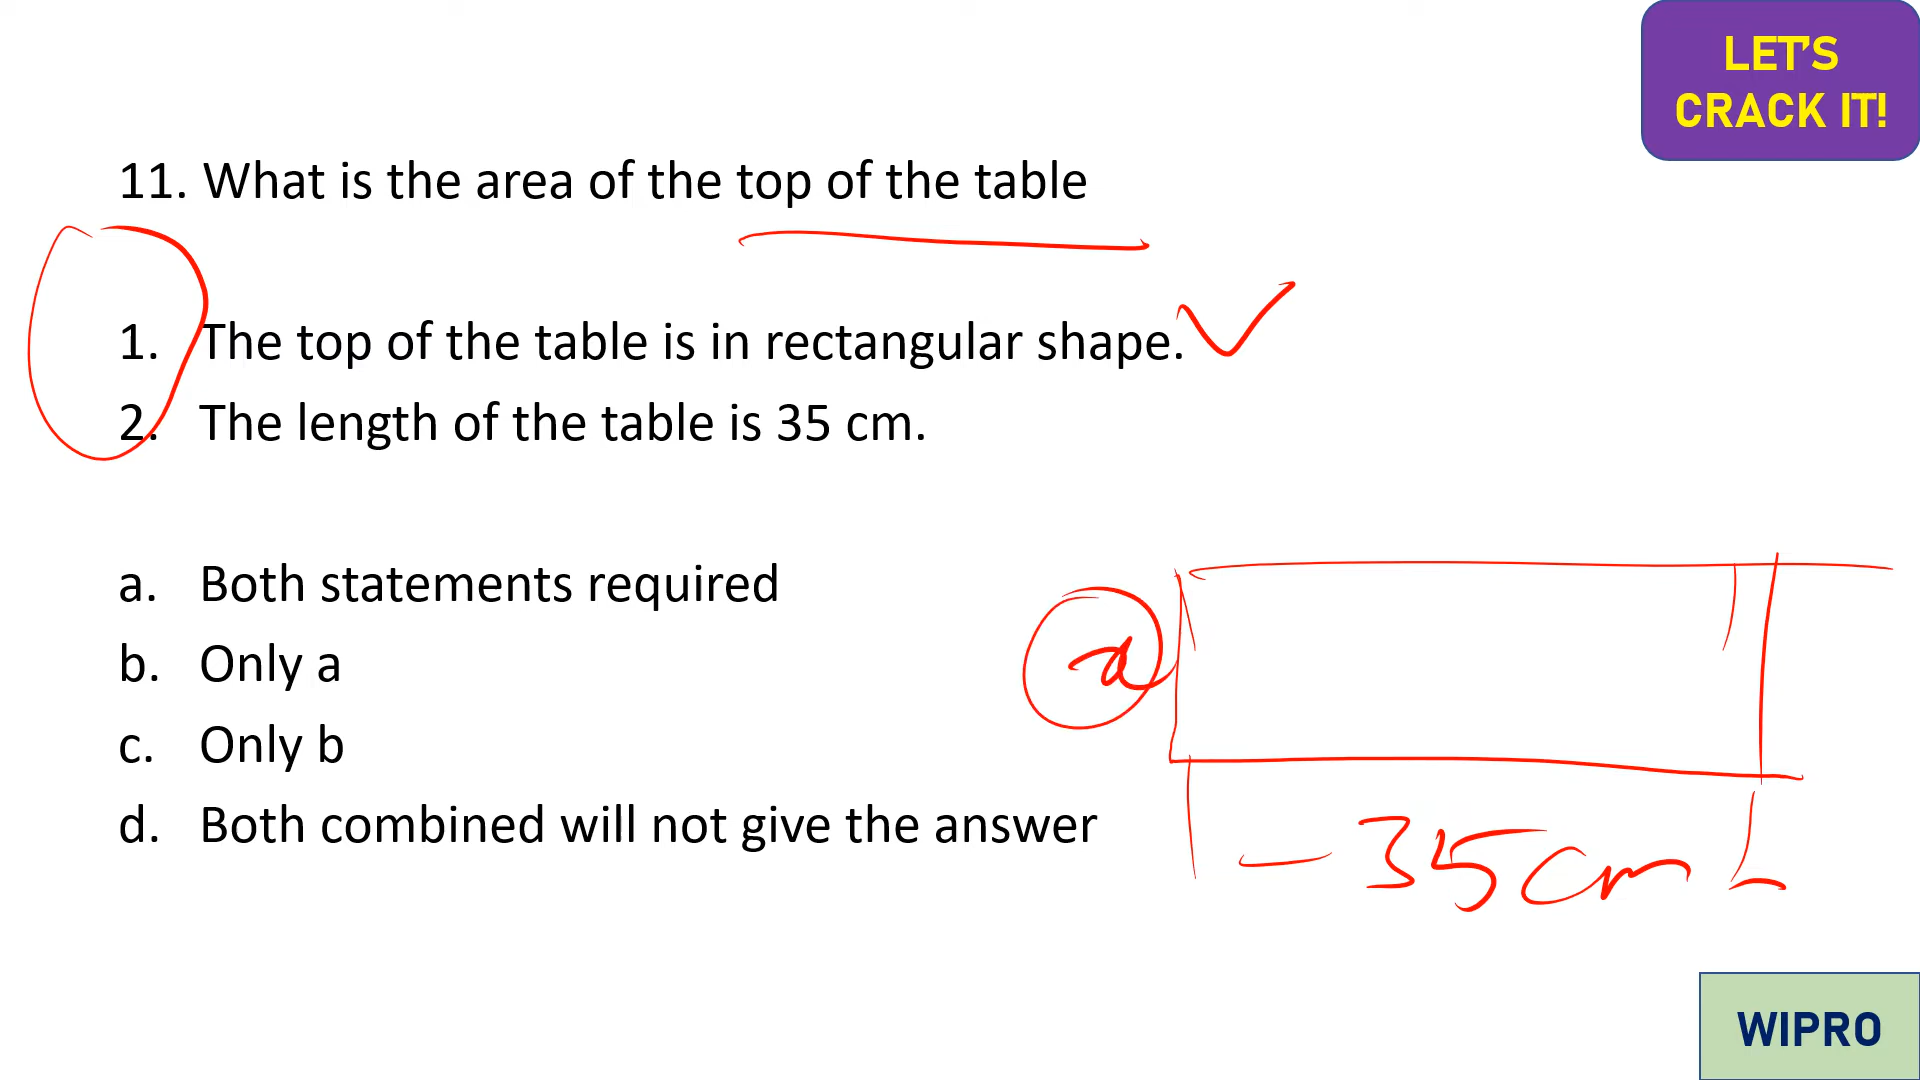 LET'S
CRACK IT!
11. What is the area of the top of the table
1. The top of the table is in rectangular shape.
2. The length of the table is 35 cm.
a. Both statements required
b. Only a
c. Only b
d. Both combined will not give the answer
35cm
WIPRO